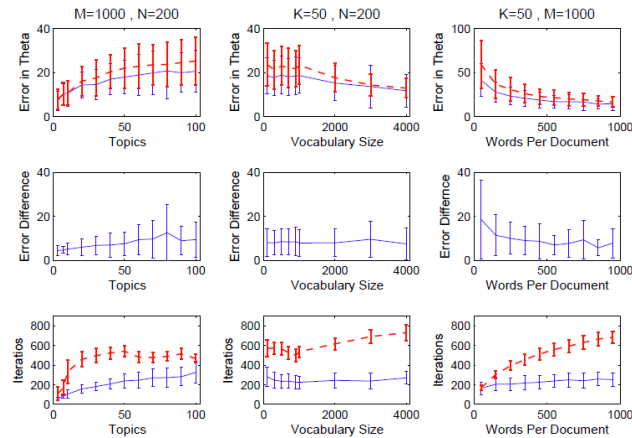 M=1000 , N=200
Error in Theta
40
20
0
0
50
100
Topics
K=50 , N=200
Error in Theta
40
20
0
0
2000
4000
Vocabulary Size
K=50 , M=1000
Error in Theta
100
50
0
0
500
1000
Words Per Document
Error Difference
40
20
0
0
50
100
Topics
Error Difference
40
20
0
0
2000
4000
Vocabulary Size
Error Differnce
40
20
0
0
500
1000
Words Per Document
Iteratios
800
600
400
200
0
0
50
100
Topics
Iteratios
800
600
400
200
0
0
2000
4000
Vocabulary Size
Iterations
800
600
400
200
0
0
500
1000
Words Per Document